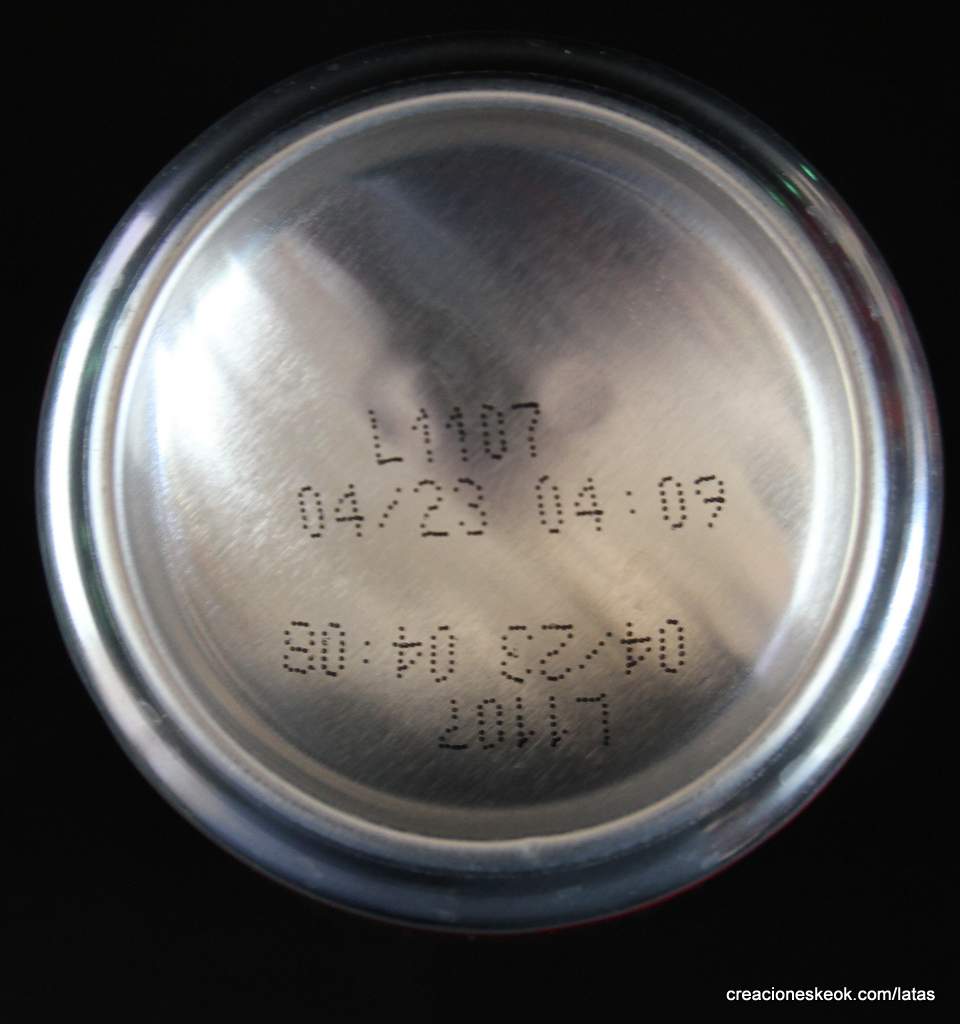 L1107
04/23 04:09
L1107
04/23 04:08
creacioneskeok.com/latas